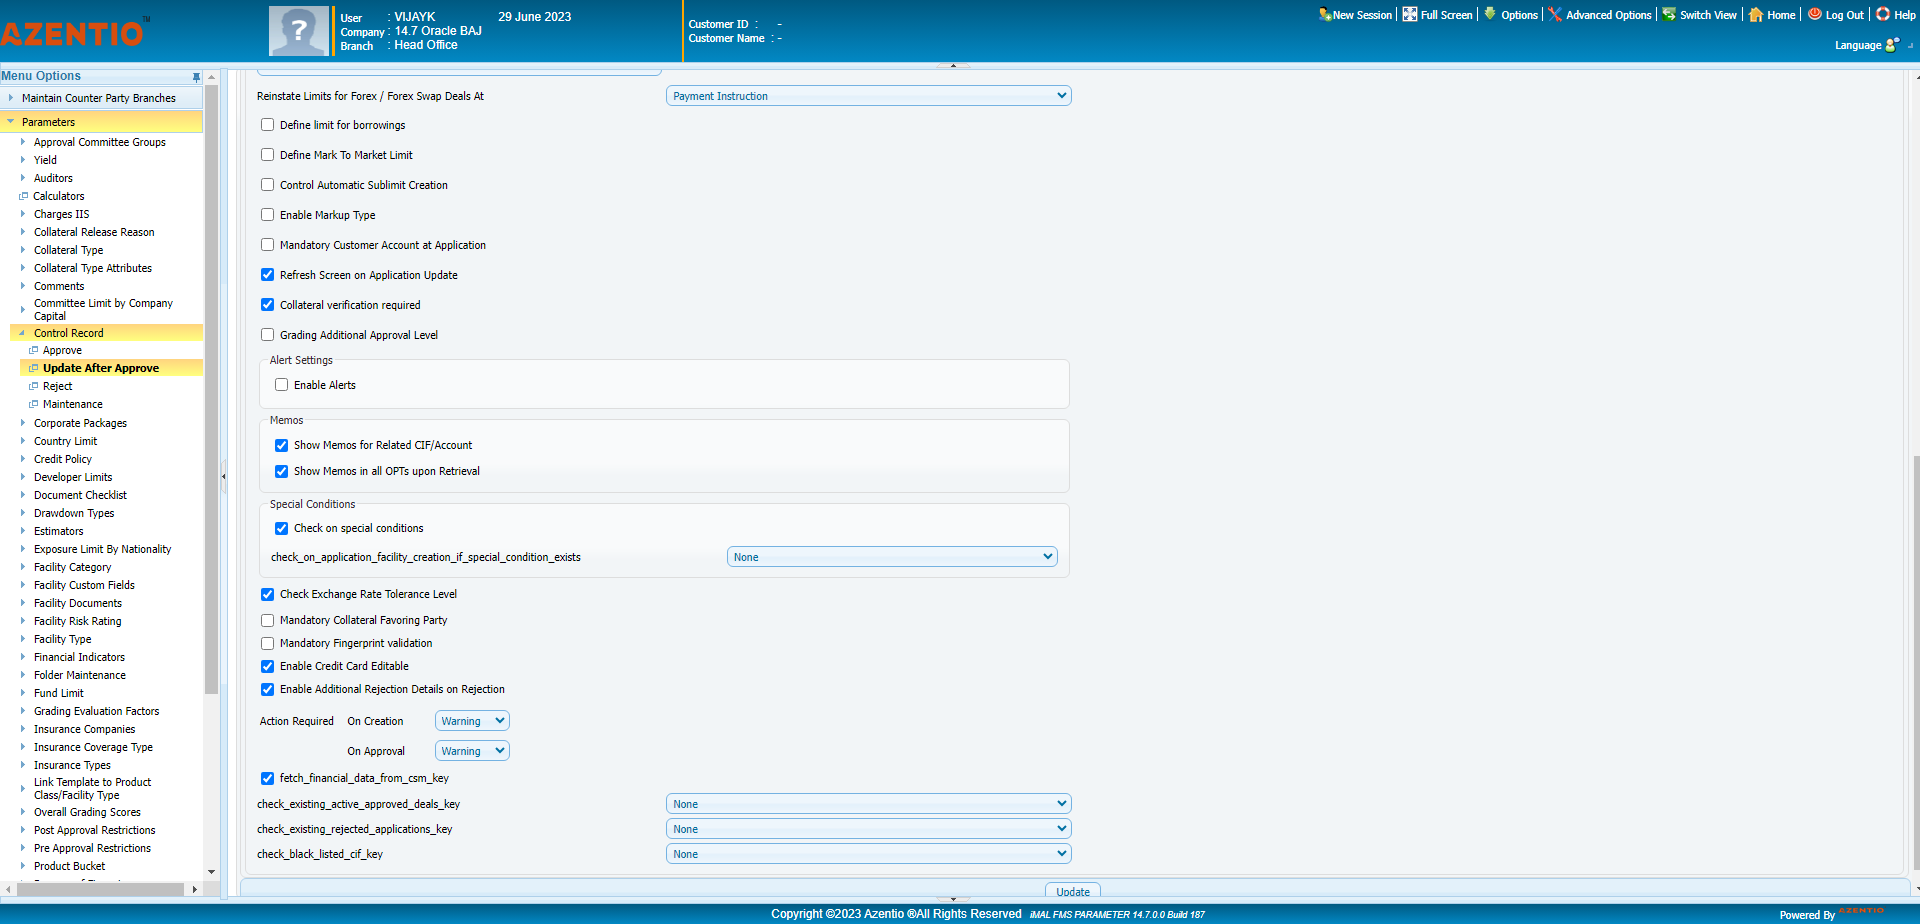 AZENTIO™
User : VIJAYK 29 June 2023
Company : 14.7 Oracle BAJ
Branch : Head Office
Customer ID : -
Customer Name : -
New Session | Full Screen | Options | Advanced Options | Switch View | Home | Log Out | Help
Language
Menu Options
Maintain Counter Party Branches
Parameters
Approval Committee Groups
Yield
Auditors
Calculators
Charges IIS
Collateral Release Reason
Collateral Type
Collateral Type Attributes
Comments
Committee Limit by Company
Capital
Control Record
Approve
Update After Approve
Reject
Maintenance
Corporate Packages
Country Limit
Credit Policy
Developer Limits
Document Checklist
Drawdown Types
Estimators
Exposure Limit By Nationality
Facility Category
Facility Custom Fields
Facility Documents
Facility Risk Rating
Facility Type
Financial Indicators
Folder Maintenance
Fund Limit
Grading Evaluation Factors
Insurance Companies
Insurance Coverage Type
Insurance Types
Link Template to Product
Class/Facility Type
Overall Grading Scores
Post Approval Restrictions
Pre Approval Restrictions
Product Bucket
Reinstate Limits for Forex / Forex Swap Deals At Payment Instruction
Define limit for borrowings
Define Mark To Market Limit
Control Automatic Sublimit Creation
Enable Markup Type
Mandatory Customer Account at Application
Refresh Screen on Application Update
Collateral verification required
Grading Additional Approval Level
Alert Settings
Enable Alerts
Memos
Show Memos for Related CIF/Account
Show Memos in all OPTs upon Retrieval
Special Conditions
Check on special conditions
check_on_application_facility_creation_if_special_condition_exists None
Check Exchange Rate Tolerance Level
Mandatory Collateral Favoring Party
Mandatory Fingerprint validation
Enable Credit Card Editable
Enable Additional Rejection Details on Rejection
Action Required On Creation Warning
On Approval Warning
fetch_financial_data_from_csm_key
check_existing_active_approved_deals_key None
check_existing_rejected_applications_key None
check_black_listed_cif_key None
Update
Copyright ©2023 Azentio ®All Rights Reserved iMAL FMS PARAMETER 14.7.0.0 Build 187
Powered By AZENTIO